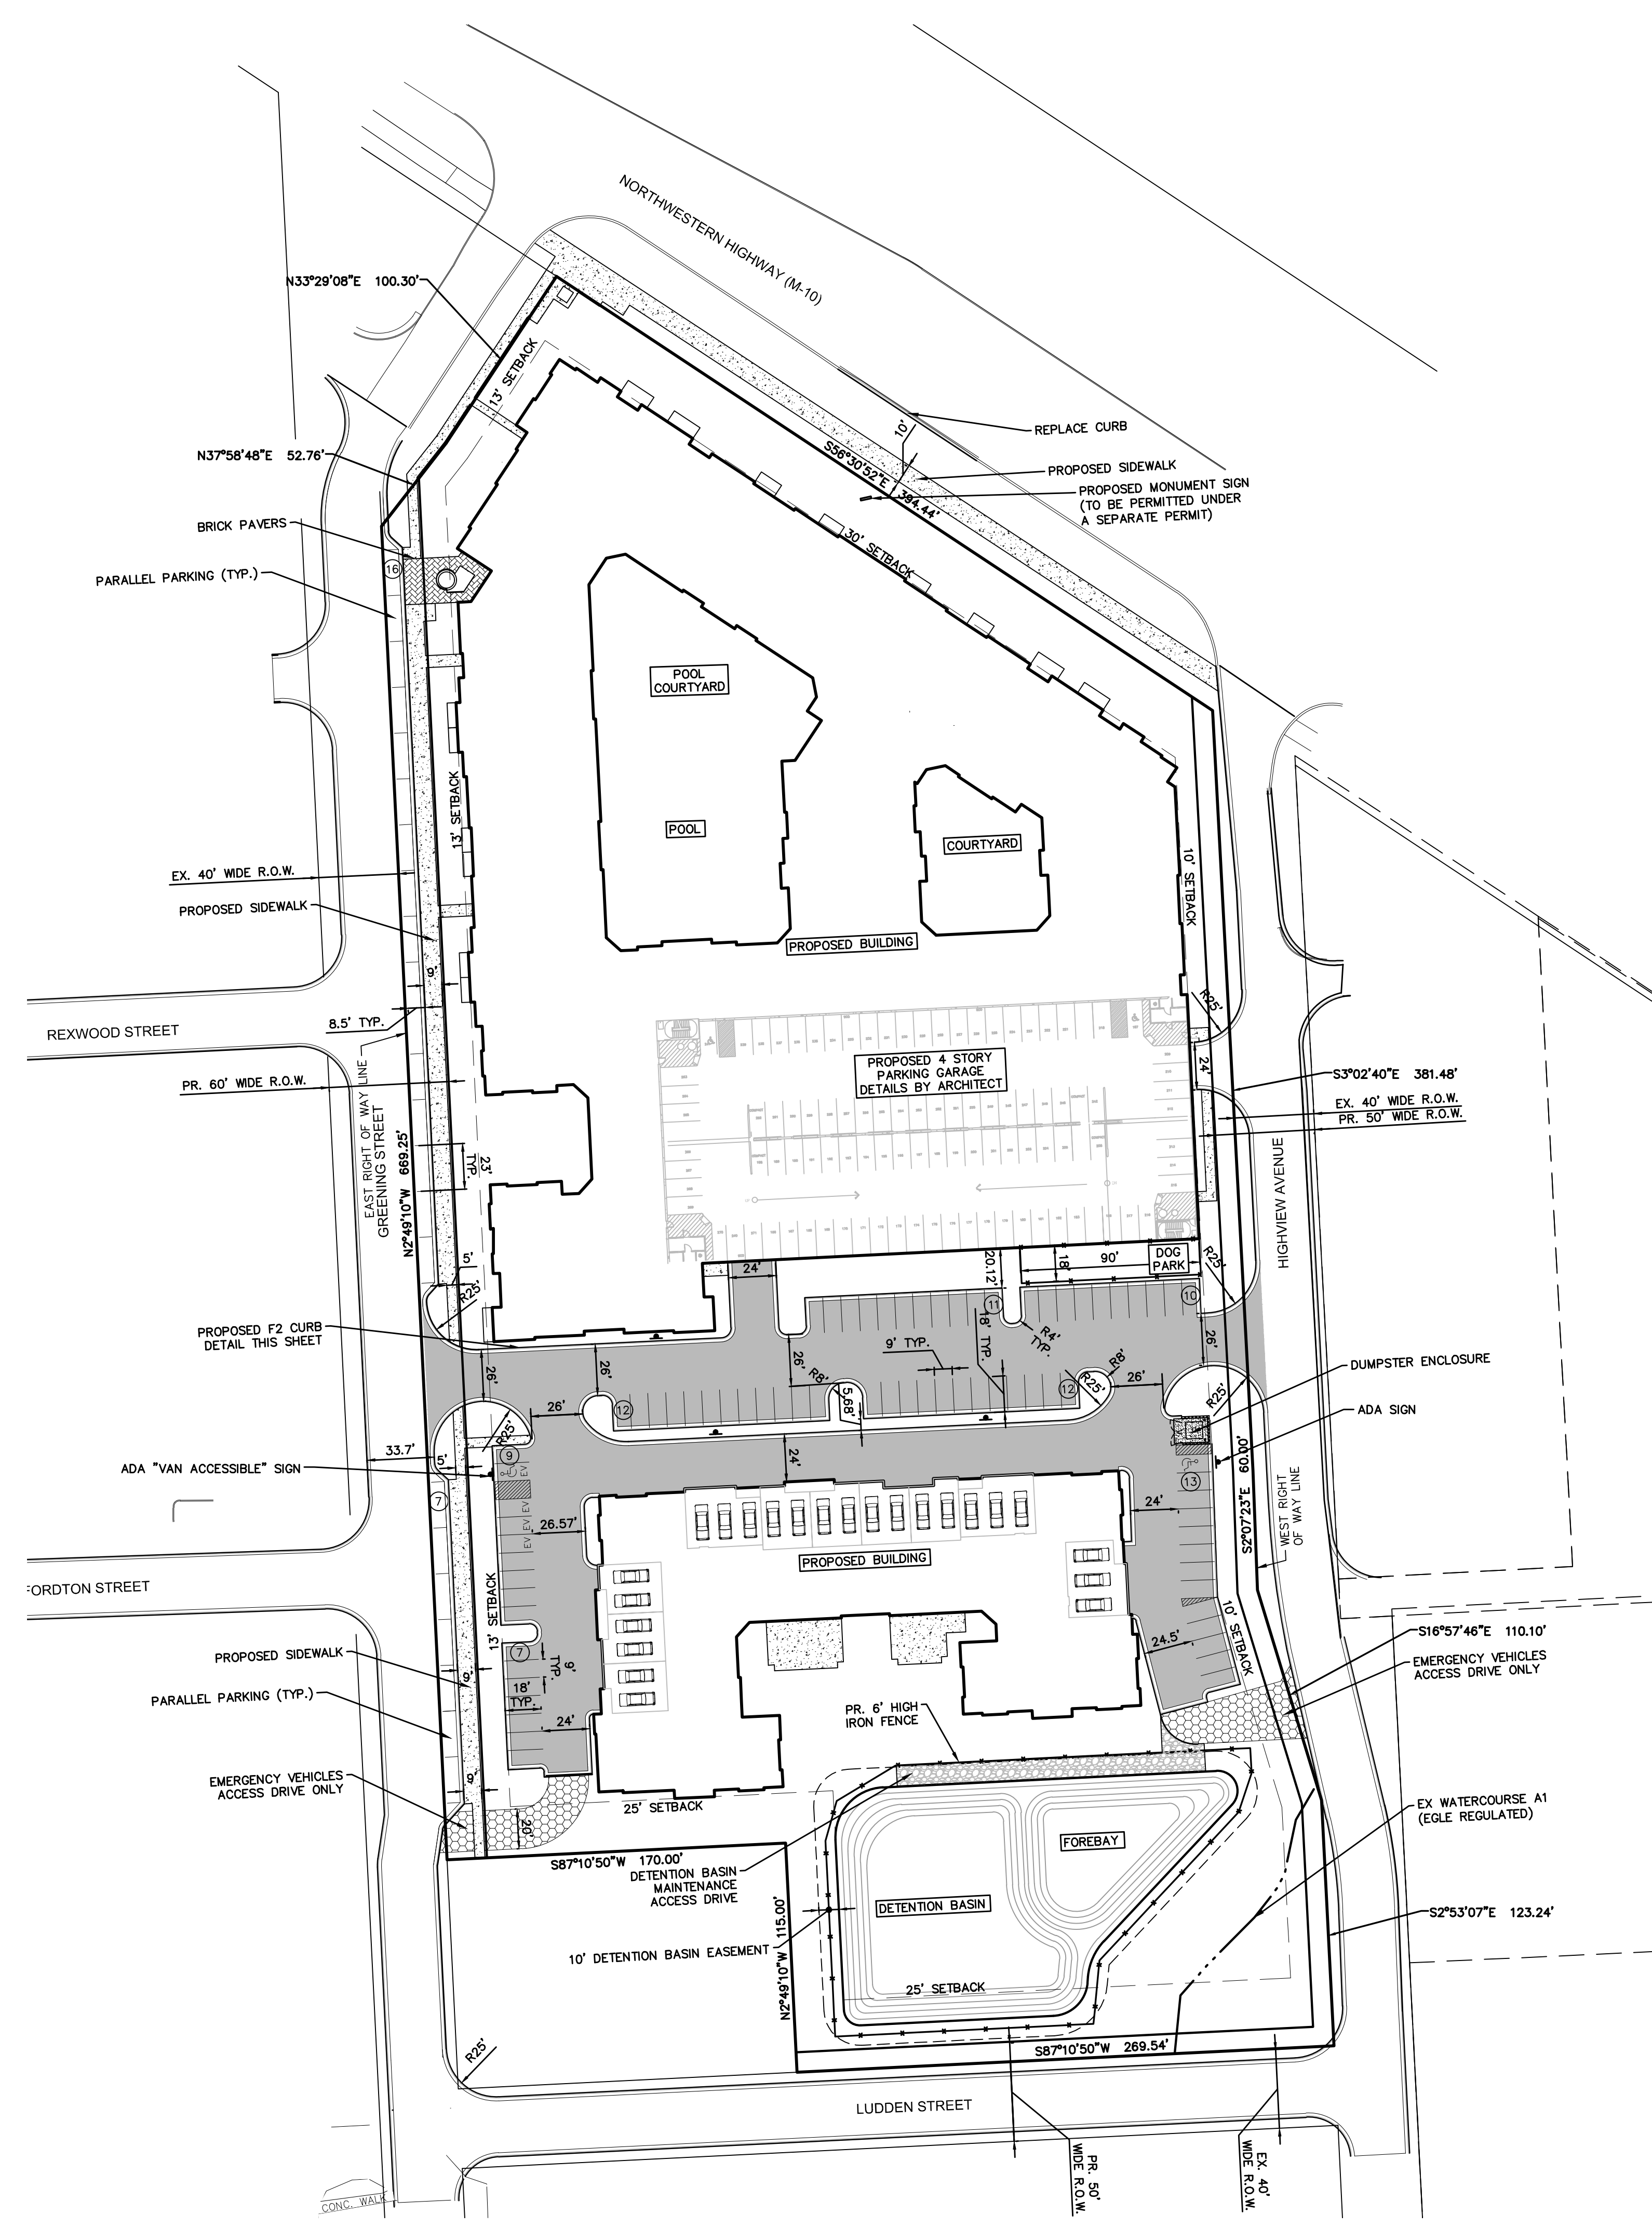 NORTHWESTERN HIGHWAY (M-10)
N33°29'08"E 100.30'
13' SETBACK
REPLACE CURB
10'
S56°30'52"E
394.44'
N37°58'48"E 52.76'
PROPOSED SIDEWALK
PROPOSED MONUMENT SIGN
(TO BE PERMITTED UNDER
A SEPARATE PERMIT)
BRICK PAVERS
30' SETBACK
16
PARALLEL PARKING (TYP.)
POOL
COURTYARD
13' SETBACK
POOL
COURTYARD
10' SETBACK
EX. 40' WIDE R.O.W.
PROPOSED SIDEWALK
PROPOSED BUILDING
9'
R25'
8.5' TYP.
REXWOOD STREET
PROPOSED 4 STORY
PARKING GARAGE
DETAILS BY ARCHITECT
24'
S3°02'40"E 381.48'
PR. 60' WIDE R.O.W.
EX. 40' WIDE R.O.W.
PR. 50' WIDE R.O.W.
EAST RIGHT OF WAY LINE
GREENING STREET
N2°49'10"W 669.25'
23'
TYP.
HIGHVIEW AVENUE
5'
R25'
24'
20.12'
18'
90'
DOG
PARK
R25'
PROPOSED F2 CURB
DETAIL THIS SHEET
11
10
18' TYP.
R4'
TYP.
9' TYP.
26'
26'
26'
26'
R8'
R8'
R25'
26'
DUMPSTER ENCLOSURE
12
5.68'
12
26'
R25'
ADA SIGN
R25'
33.7'
5'
9
24'
13
ADA "VAN ACCESSIBLE" SIGN
EV
EV
EV
EV
EV
7
26.57'
24'
S2°07'23"E 60.00'
WEST RIGHT
OF WAY LINE
PROPOSED BUILDING
FORDTON STREET
13' SETBACK
10' SETBACK
S16°57'46"E 110.10'
PROPOSED SIDEWALK
7
9'
TYP.
24.5'
EMERGENCY VEHICLES
ACCESS DRIVE ONLY
9'
18'
TYP.
PARALLEL PARKING (TYP.)
24'
PR. 6' HIGH
IRON FENCE
EMERGENCY VEHICLES
ACCESS DRIVE ONLY
9'
25' SETBACK
20'
EX WATERCOURSE A1
(EGLE REGULATED)
FOREBAY
S87°10'50"W 170.00'
DETENTION BASIN
MAINTENANCE
ACCESS DRIVE
DETENTION BASIN
S2°53'07"E 123.24'
N2°49'10"W 115.00'
10' DETENTION BASIN EASEMENT
25' SETBACK
R25'
S87°10'50"W 269.54'
LUDDEN STREET
PR. 50'
WIDE R.O.W.
EX. 40'
WIDE R.O.W.
CONC. WALK